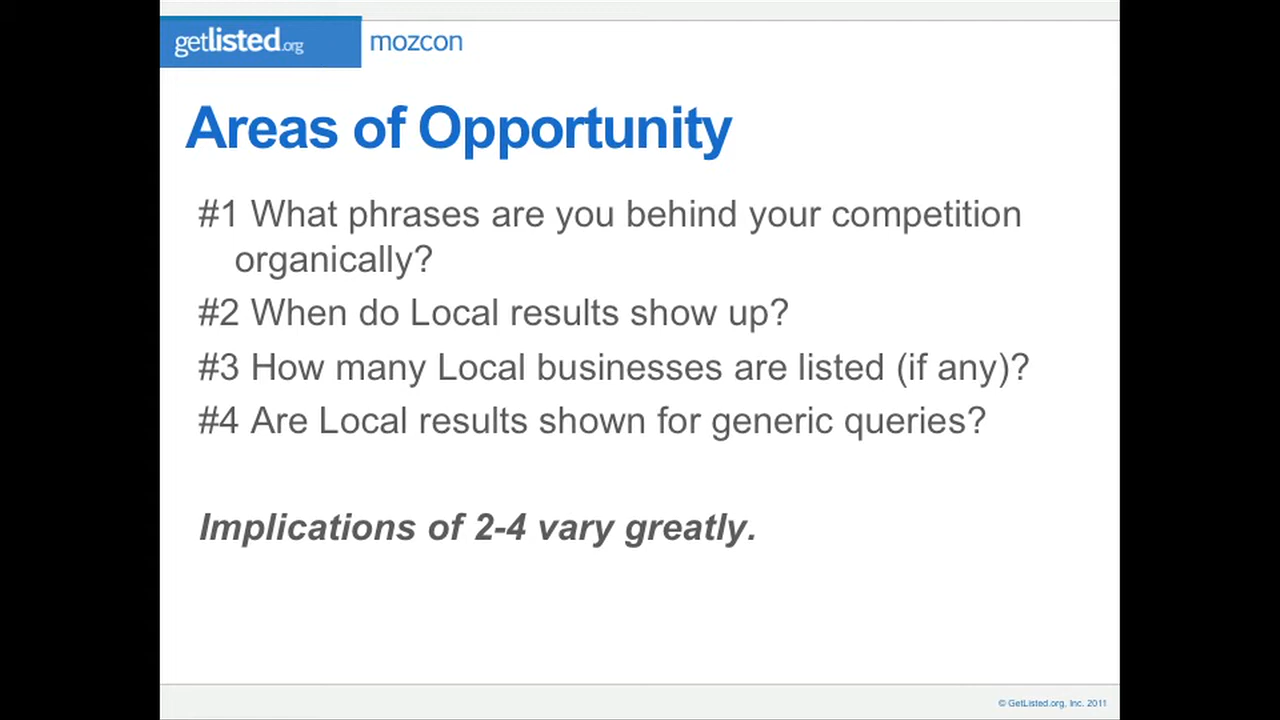 getlisted.org mozcon
Areas of Opportunity
#1 What phrases are you behind your competition
organically?
#2 When do Local results show up?
#3 How many Local businesses are listed (if any)?
#4 Are Local results shown for generic queries?
Implications of 2-4 vary greatly.
© GetListed.org, Inc. 2011